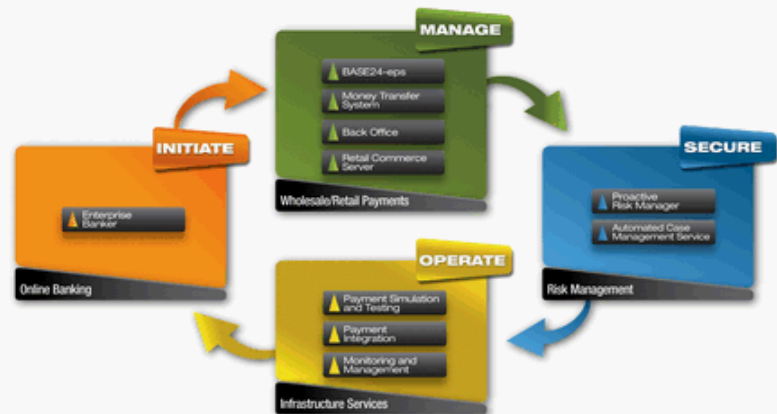 MANAGE
BASE24-eps
Money Transfer
System
Back Office
Retail Commerce
Server
Wholesale/Retail Payments
INITIATE
Enterprise
Banker
Online Banking
SECURE
Proactive
Risk Manager
Automated Case
Management Service
Risk Management
OPERATE
Payment Simulation
and Testing
Payment
Integration
Monitoring and
Management
Infrastructure Services